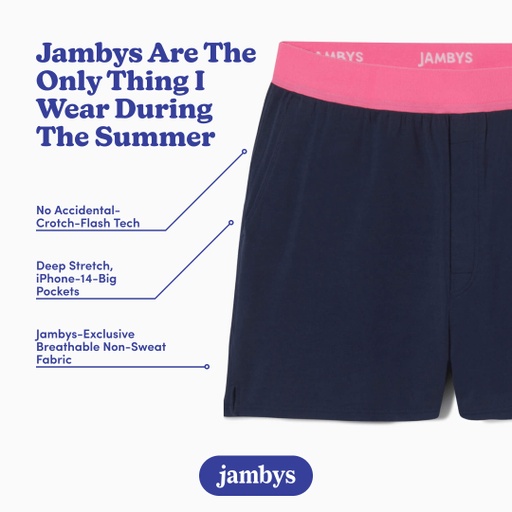 Jambys Are The
Only Thing I
Wear During
The Summer
JAMBYS JAMBYS
No Accidental-
Crotch-Flash Tech
Deep Stretch,
iPhone-14-Big
Pockets
Jambys-Exclusive
Breathable Non-Sweat
Fabric
jambys